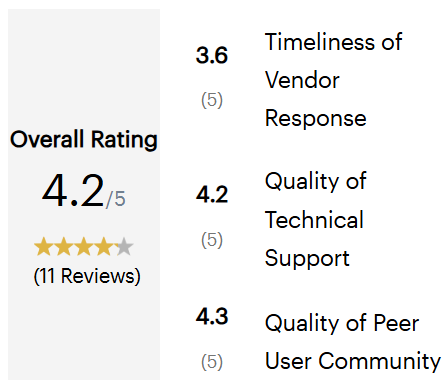 Overall Rating
4.2/5
(11 Reviews)
3.6
(5)
Timeliness of
Vendor
Response
4.2
(5)
Quality of
Technical
Support
4.3
(5)
Quality of Peer
User Community